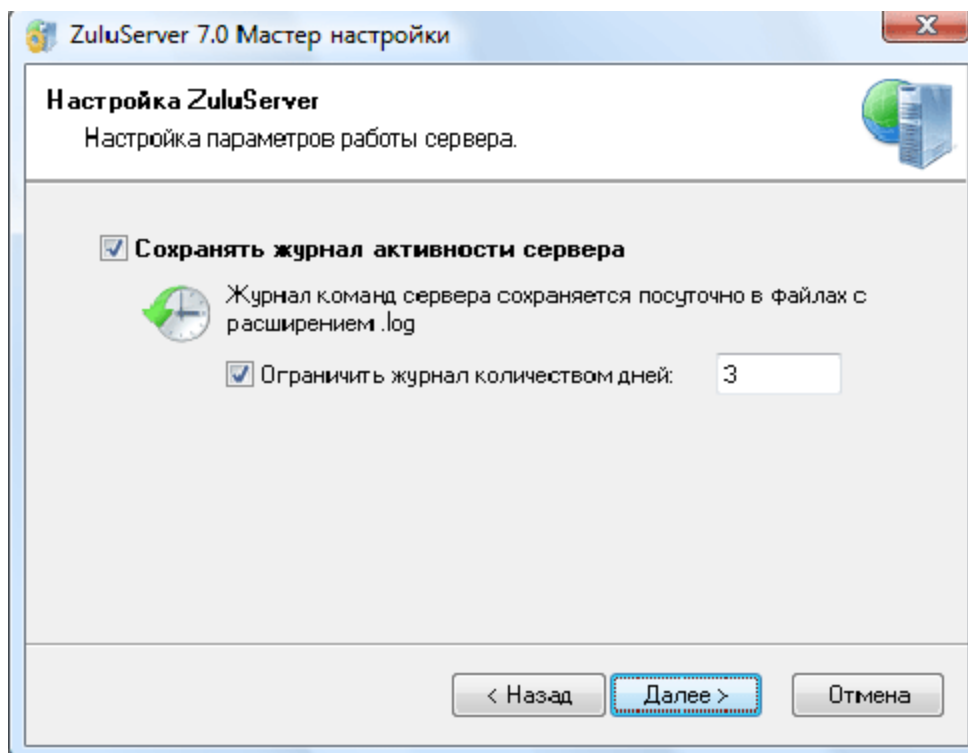 ZuluServer 7.0 Мастер настройки
Настройка ZuluServer
Настройка параметров работы сервера.
Сохранять журнал активности сервера
Журнал команд сервера сохраняется посуточно в файлах с
расширением .log
Ограничить журнал количеством дней: 3
< Назад Далее > Отмена